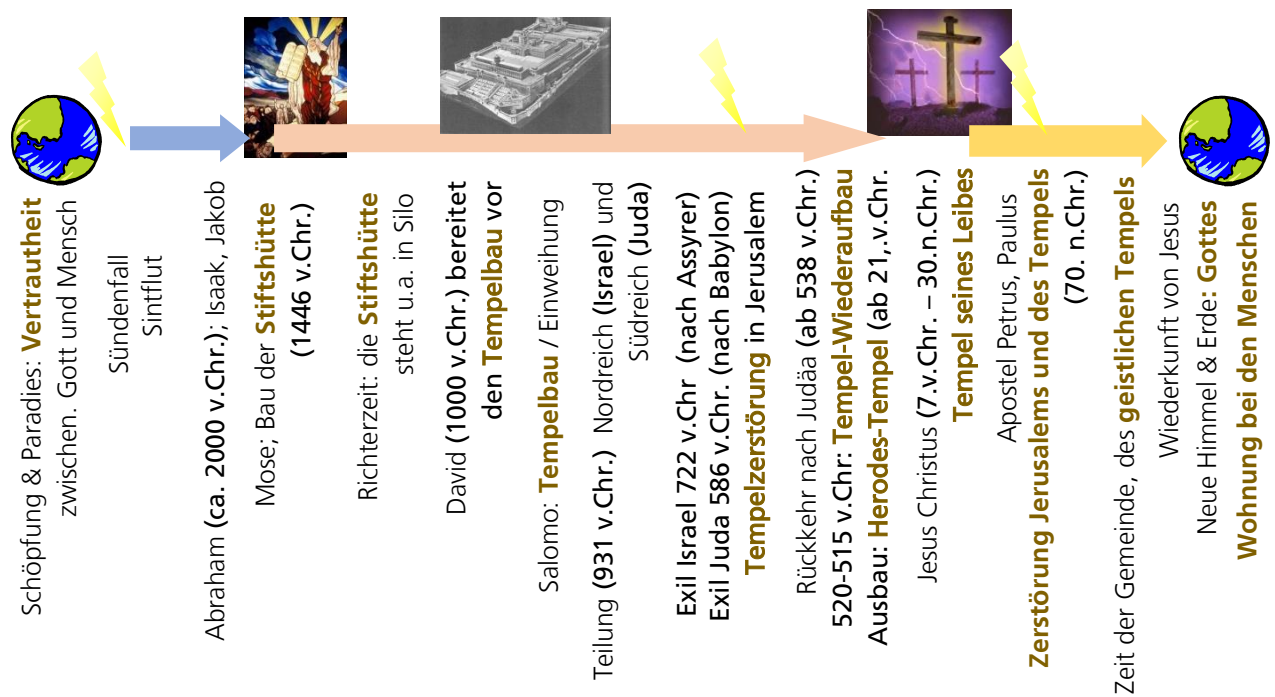 Schöpfung & Paradies: Vertrautheit
zwischen. Gott und Mensch
Sündenfall
Sintflut
Abraham (ca. 2000 v.Chr.); Isaak, Jakob
Mose; Bau der Stiftshütte
(1446 v.Chr.)
Richterzeit: die Stiftshütte
steht u.a. in Silo
David (1000 v.Chr.) bereitet
den Tempelbau vor
Salomo: Tempelbau / Einweihung
Teilung (931 v.Chr.) Nordreich (Israel) und
Südreich (Juda)
Exil Israel 722 v.Chr (nach Assyrer)
Exil Juda 586 v.Chr. (nach Babylon)
Tempelzerstörung in Jerusalem
Rückkehr nach Judäa (ab 538 v.Chr.)
520-515 v.Chr: Tempel-Wiederaufbau
Ausbau: Herodes-Tempel (ab 21,.v.Chr.
Jesus Christus (7.v.Chr. – 30.n.Chr.)
Tempel seines Leibes
Apostel Petrus, Paulus
Zerstörung Jerusalems und des Tempels
(70. n.Chr.)
Zeit der Gemeinde, des geistlichen Tempels
Wiederkunft von Jesus
Neue Himmel & Erde: Gottes
Wohnung bei den Menschen